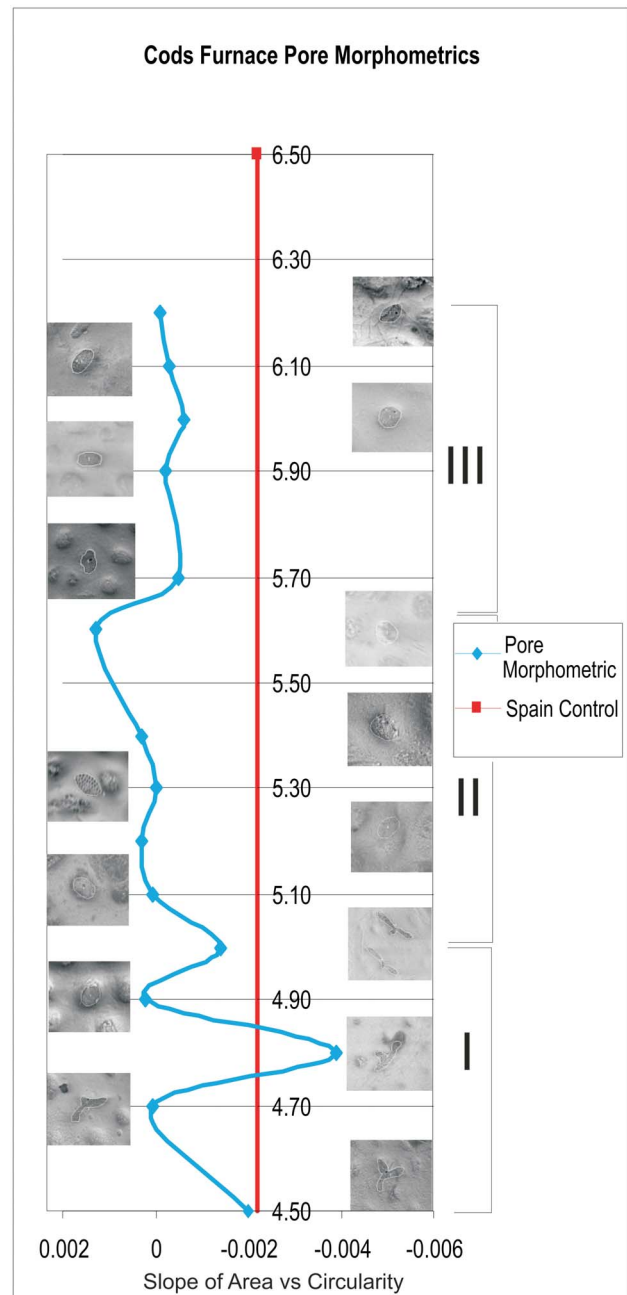 Cods Furnace Pore Morphometrics
6.50
6.30
6.10
5.90
III
5.70
Pore
Morphometric
Spain Control
5.50
5.30
II
5.10
4.90
I
4.70
4.50
0.002 0 -0.002 -0.004 -0.006
Slope of Area vs Circularity